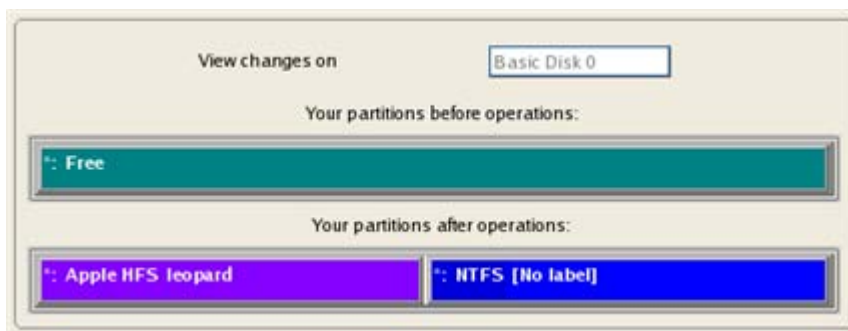 View changes on
Basic Disk 0
Your partitions before operations:
*: Free
Your partitions after operations:
*: Apple HFS leopard
*: NTFS [No label]